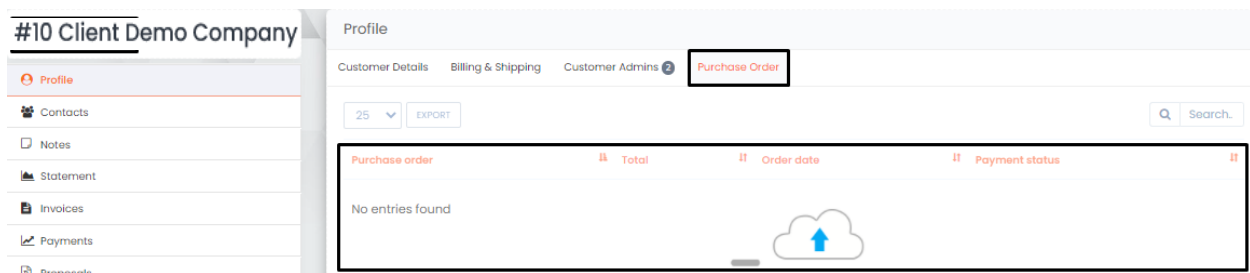 #10 Client Demo Company
Profile
Contacts
Notes
Statement
Invoices
Payments
Proposals
Profile
Customer Details Billing & Shipping Customer Admins 2 Purchase Order
25 EXPORT Search..
Purchase order Total Order date Payment status
No entries found